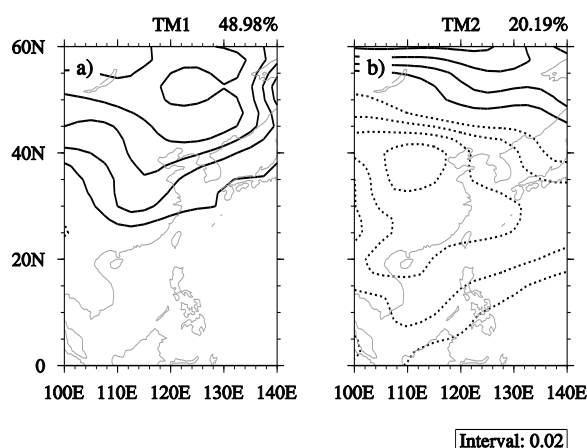 TM1 48.98% TM2 20.19%
60N a) b)
40N
20N
0
100E 110E 120E 130E 140E 100E 110E 120E 130E 140E
Interval: 0.02